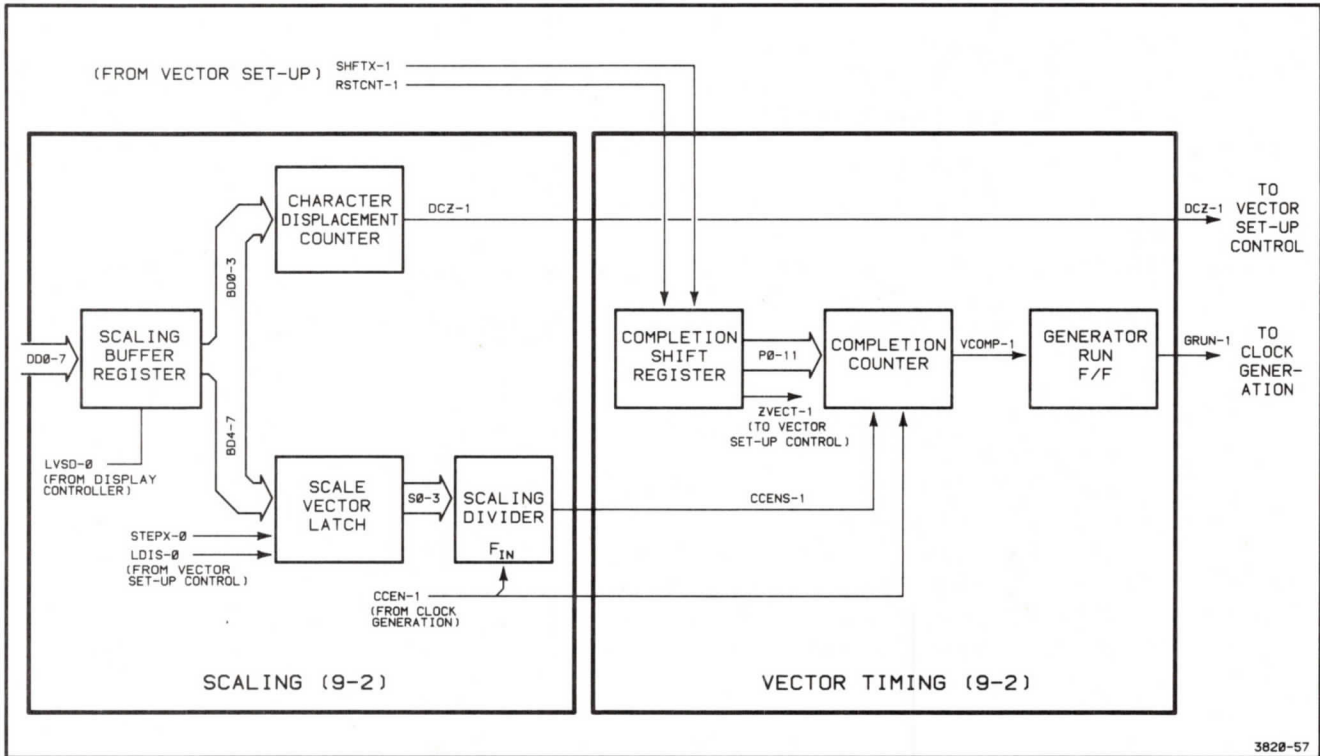 (FROM VECTOR SET-UP)
SHFTX-1
RSTCNT-1
CHARACTER
DISPLACEMENT
COUNTER
DCZ-1
DCZ-1
TO
VECTOR
SET-UP
CONTROL
BD0-3
DD0-7
SCALING
BUFFER
REGISTER
BD4-7
LVSD-0
(FROM DISPLAY
CONTROLLER)
COMPLETION
SHIFT
REGISTER
P0-11
ZVECT-1
(TO VECTOR
SET-UP CONTROL)
COMPLETION
COUNTER
VCOMP-1
GENERATOR
RUN
F/F
GRUN-1
TO
CLOCK
GENER-
ATION
SCALE
VECTOR
LATCH
S0-3
SCALING
DIVIDER
FIN
CCENS-1
STEPX-0
LDIS-0
(FROM VECTOR
SET-UP CONTROL)
CCEN-1
(FROM CLOCK
GENERATION)
SCALING (9-2)
VECTOR TIMING (9-2)
3820-57